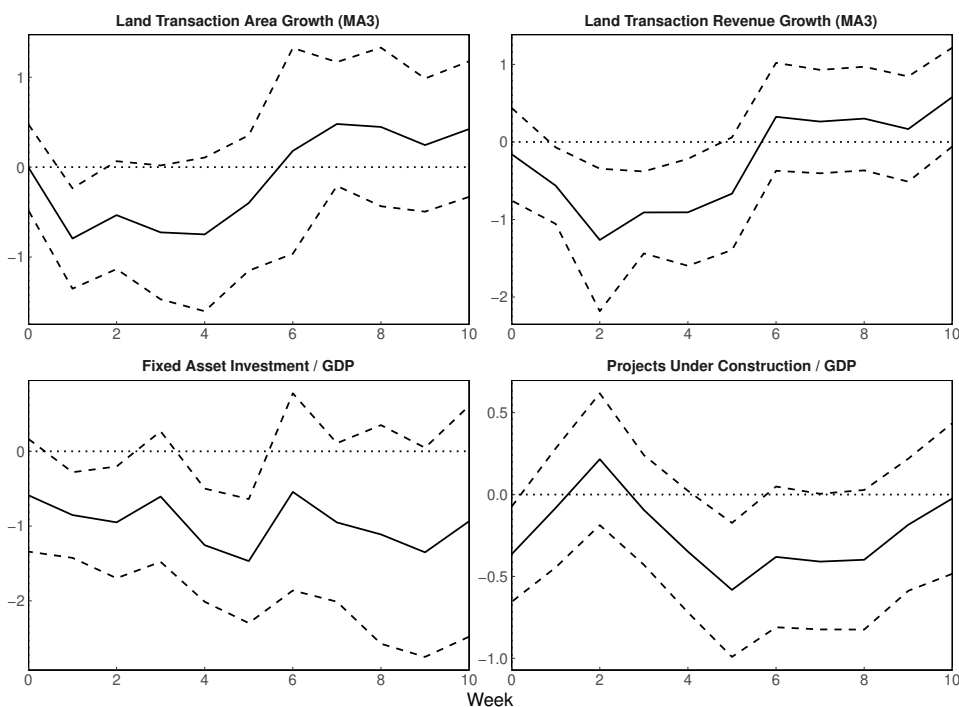 Land Transaction Area Growth (MA3)
1
0
−1
0 2 4 6 8 10
Land Transaction Revenue Growth (MA3)
1
0
−1
−2
0 2 4 6 8 10
Fixed Asset Investment / GDP
0
−1
−2
0 2 4 6 8 10
Projects Under Construction / GDP
0.5
0.0
−0.5
−1.0
0 2 4 6 8 10
Week